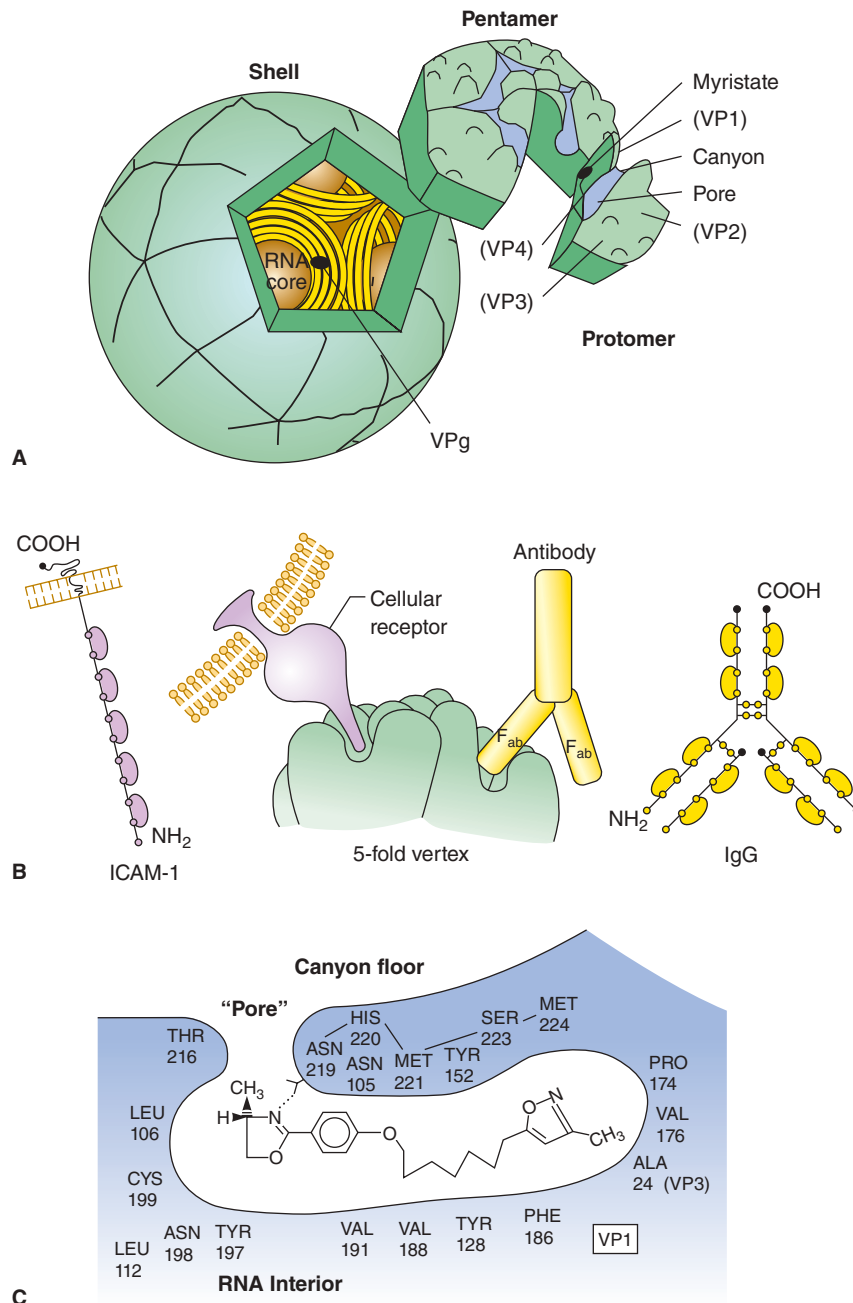 Pentamer
Shell
Myristate
(VP1)
Canyon
Pore
(VP2)
(VP4)
(VP3)
RNA
core
Protomer
VPg
A
COOH
Cellular
receptor
Antibody
COOH
Fab
Fab
NH2
NH2
ICAM-1
5-fold vertex
IgG
B
Canyon floor
"Pore"
THR
216
HIS
220
SER
223
MET
224
ASN
219
ASN
105
MET
221
TYR
152
PRO
174
CH3
LEU
106
H
N
O
O
O
N
CH3
VAL
176
CYS
199
ALA
24 (VP3)
LEU
112
ASN
198
TYR
197
VAL
191
VAL
188
TYR
128
PHE
186
VP1
RNA Interior
C